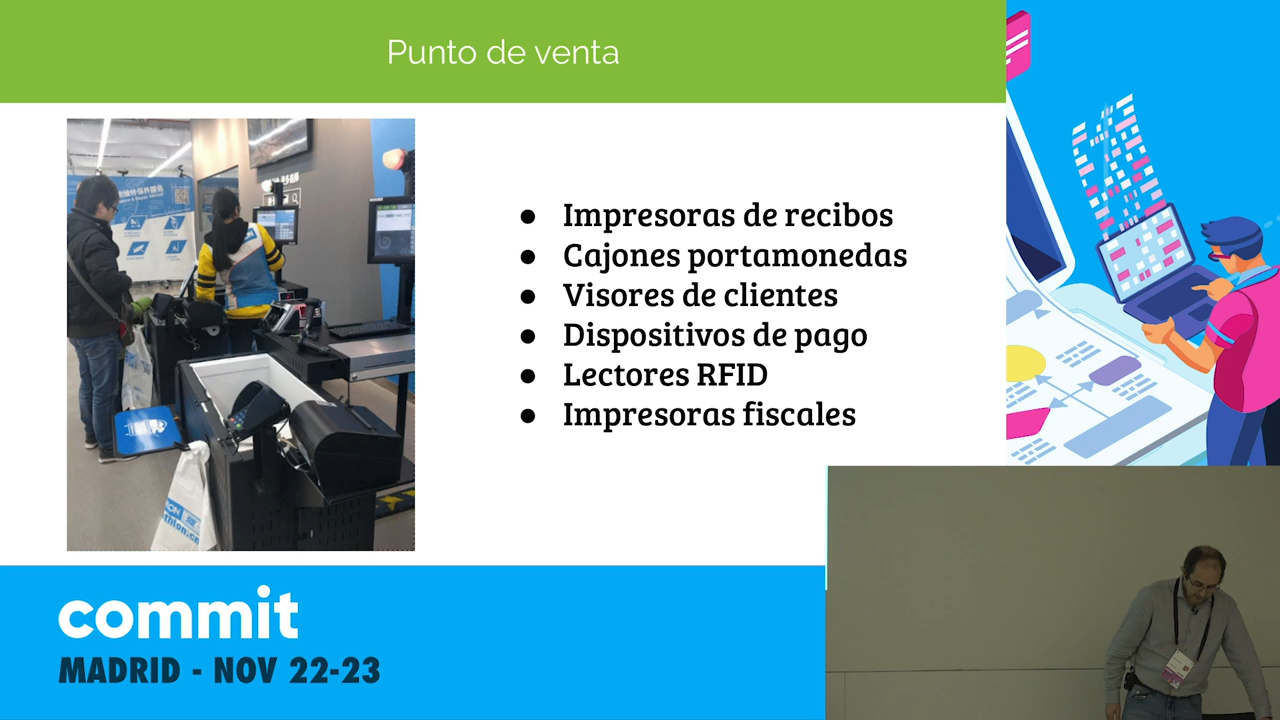 Punto de venta
● Impresoras de recibos
● Cajones portamonedas
● Visores de clientes
● Dispositivos de pago
● Lectores RFID
● Impresoras fiscales
commit
MADRID - NOV 22-23